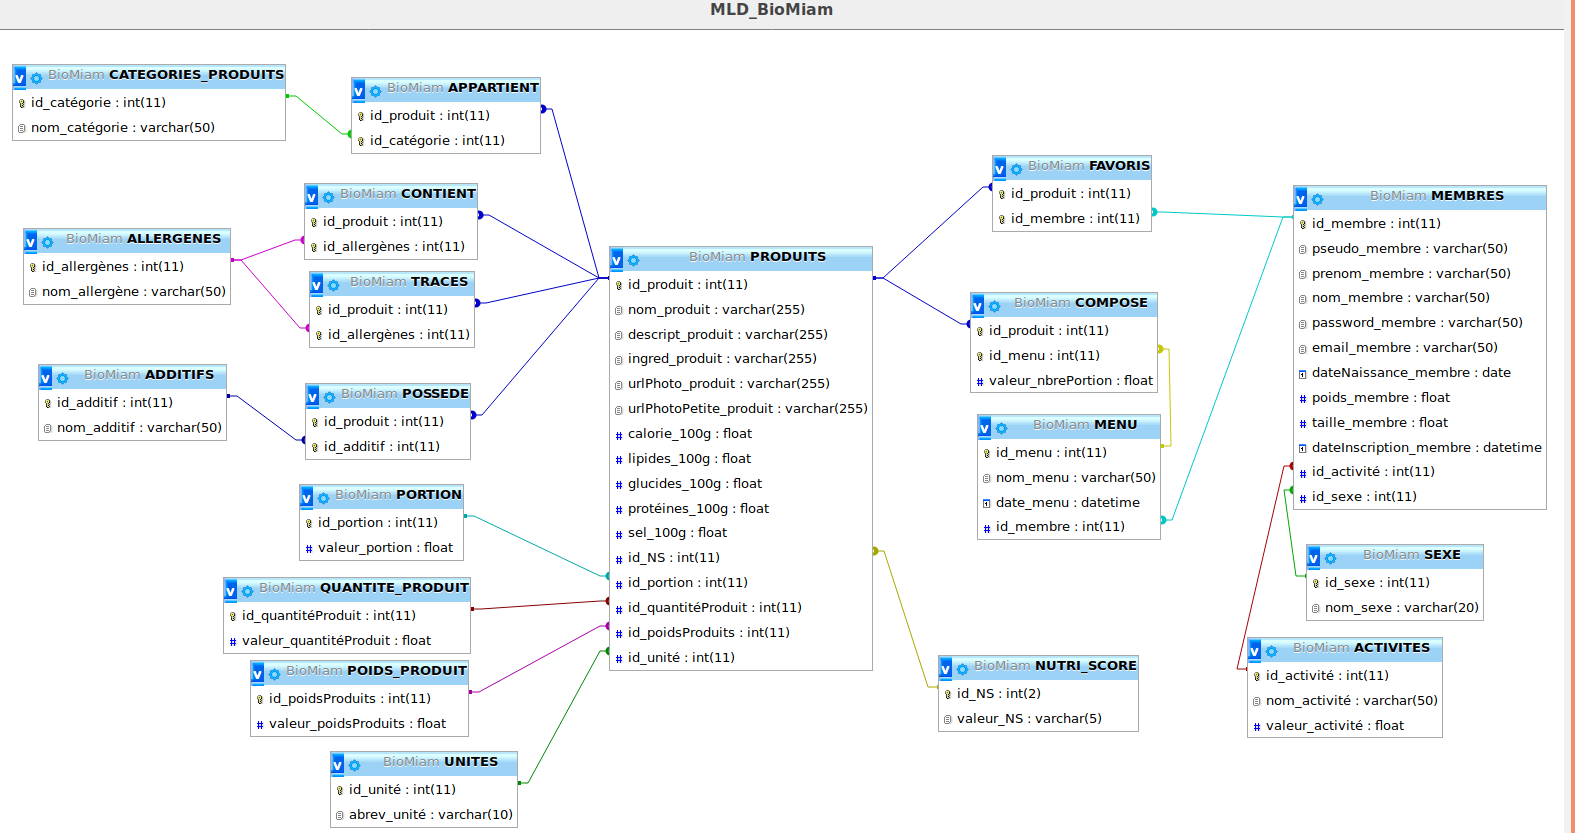 MLD_BioMiam
BioMiam CATEGORIES_PRODUITS
id_catégorie : int(11)
nom_catégorie : varchar(50)
BioMiam APPARTIENT
id_produit : int(11)
id_catégorie : int(11)
BioMiam CONTIENT
id_produit : int(11)
id_allergènes : int(11)
BioMiam ALLERGENES
id_allergènes : int(11)
nom_allergène : varchar(50)
BioMiam TRACES
id_produit : int(11)
id_allergènes : int(11)
BioMiam ADDITIFS
id_additif : int(11)
nom_additif : varchar(50)
BioMiam POSSEDE
id_produit : int(11)
id_additif : int(11)
BioMiam PORTION
id_portion : int(11)
valeur_portion : float
BioMiam QUANTITE_PRODUIT
id_quantitéProduit : int(11)
valeur_quantitéProduit : float
BioMiam POIDS_PRODUIT
id_poidsProduits : int(11)
valeur_poidsProduits : float
BioMiam UNITES
id_unité : int(11)
abrev_unité : varchar(10)
BioMiam PRODUITS
id_produit : int(11)
nom_produit : varchar(255)
descript_produit : varchar(255)
ingred_produit : varchar(255)
urlPhoto_produit : varchar(255)
urlPhotoPetite_produit : varchar(255)
calorie_100g : float
lipides_100g : float
glucides_100g : float
protéines_100g : float
sel_100g : float
id_NS : int(11)
id_portion : int(11)
id_quantitéProduit : int(11)
id_poidsProduits : int(11)
id_unité : int(11)
BioMiam FAVORIS
id_produit : int(11)
id_membre : int(11)
BioMiam COMPOSE
id_produit : int(11)
id_menu : int(11)
valeur_nbrePortion : float
BioMiam MENU
id_menu : int(11)
nom_menu : varchar(50)
date_menu : datetime
id_membre : int(11)
BioMiam NUTRI_SCORE
id_NS : int(2)
valeur_NS : varchar(5)
BioMiam MEMBRES
id_membre : int(11)
pseudo_membre : varchar(50)
prenom_membre : varchar(50)
nom_membre : varchar(50)
password_membre : varchar(50)
email_membre : varchar(50)
dateNaissance_membre : date
poids_membre : float
taille_membre : float
dateInscription_membre : datetime
id_activité : int(11)
id_sexe : int(11)
BioMiam SEXE
id_sexe : int(11)
nom_sexe : varchar(20)
BioMiam ACTIVITES
id_activité : int(11)
nom_activité : varchar(50)
valeur_activité : float